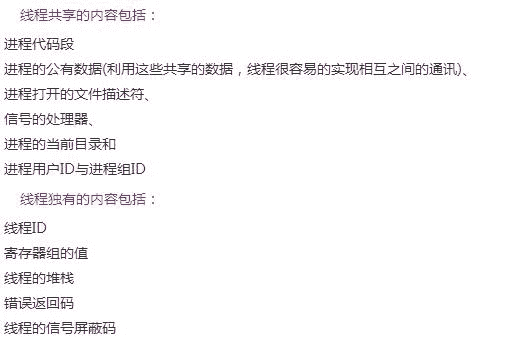 线程共享的内容包括：
进程代码段
进程的公有数据(利用这些共享的数据，线程很容易的实现相互之间的通讯)、
进程打开的文件描述符、
信号的处理器、
进程的当前目录和
进程用户ID与进程组ID
线程独有的内容包括：
线程ID
寄存器组的值
线程的堆栈
错误返回码
线程的信号屏蔽码